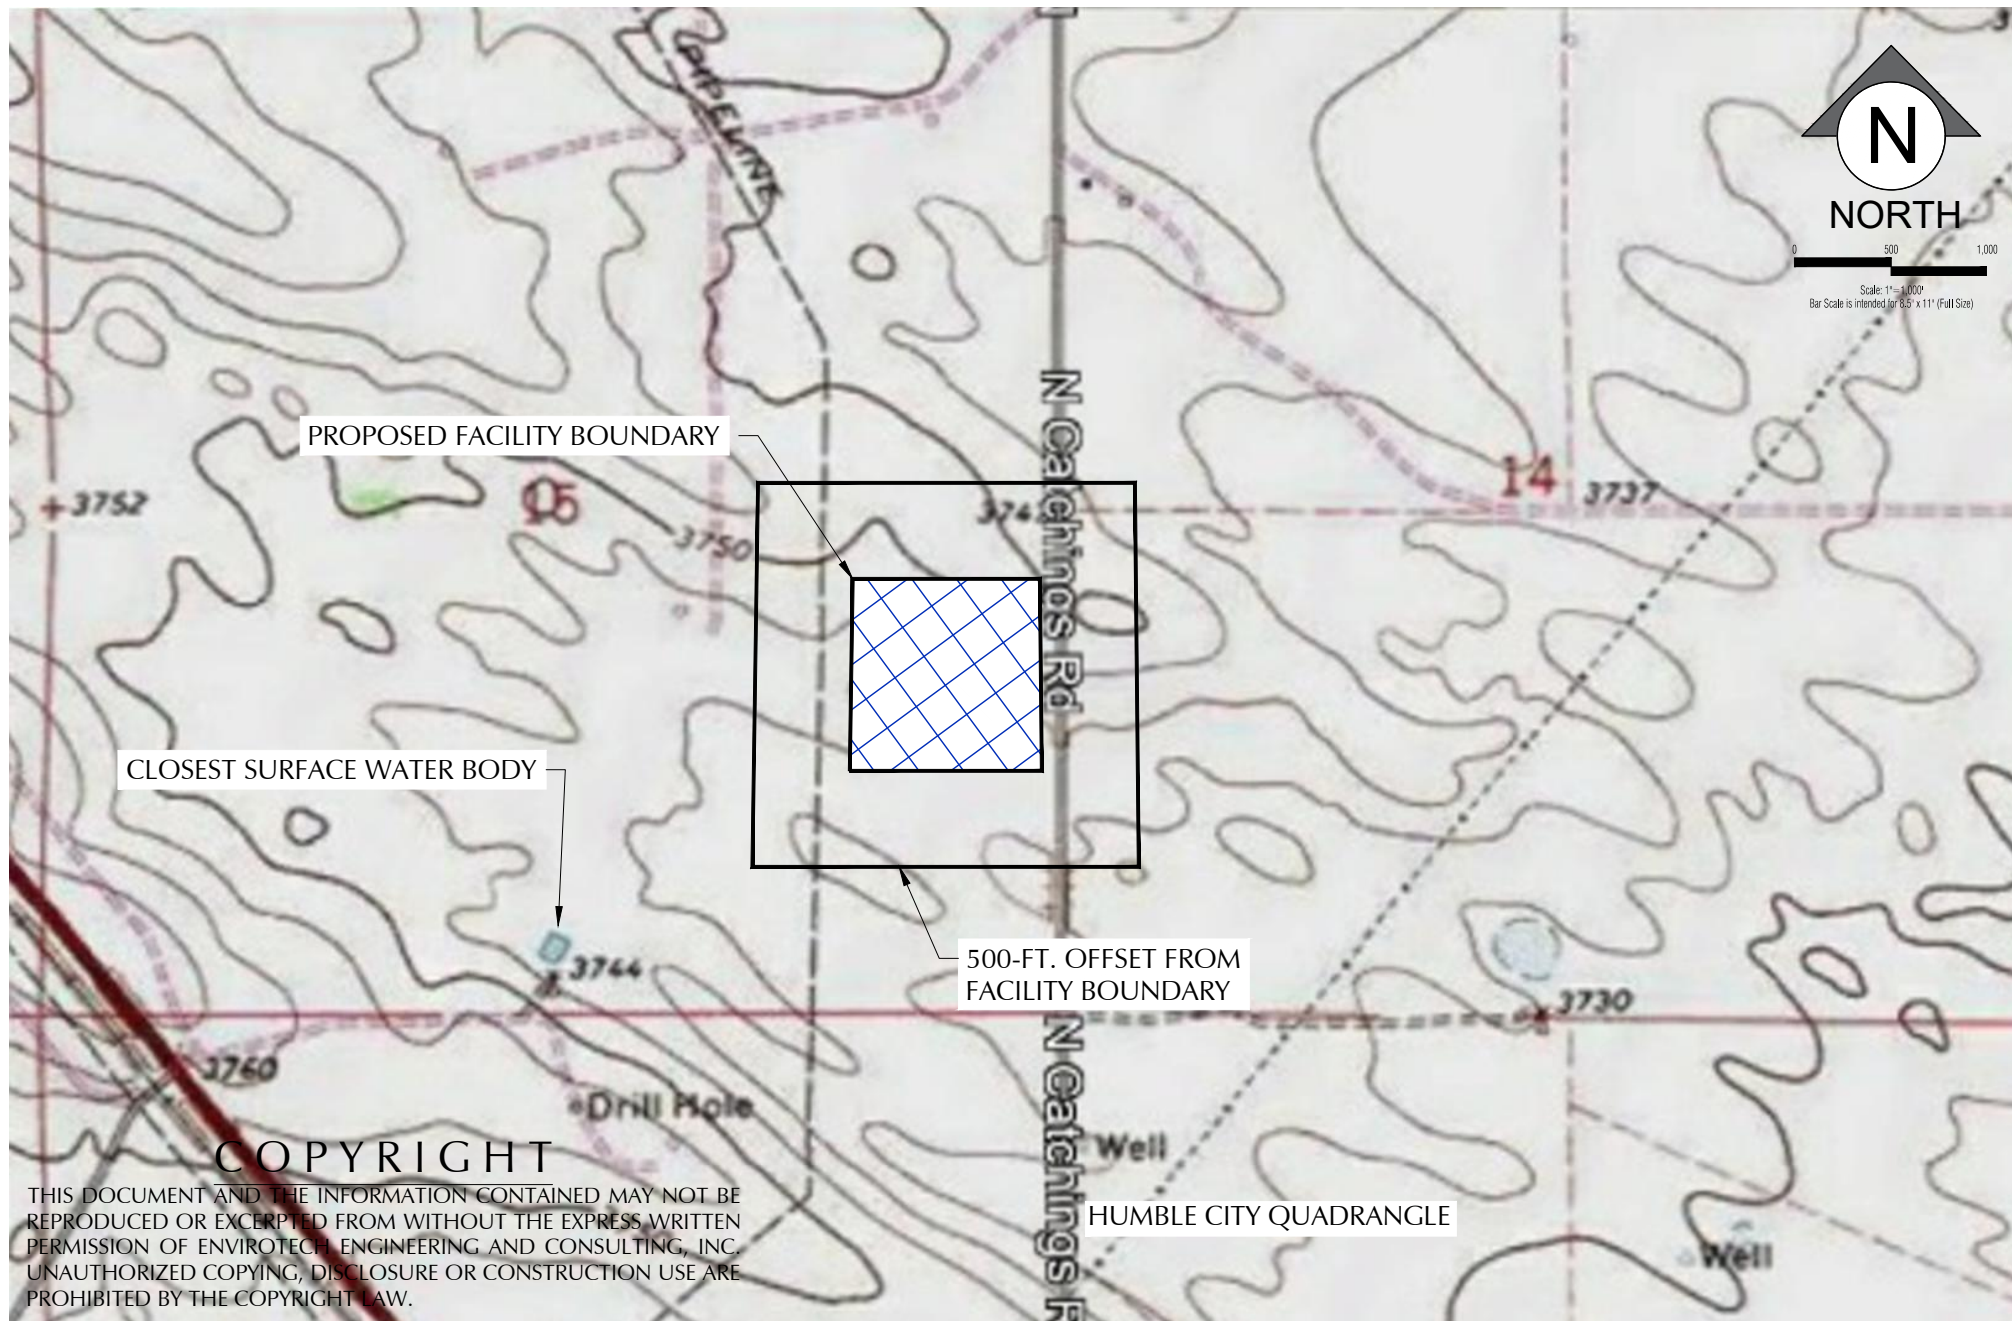 PIPELINE
N
NORTH
0 500 1,000
Scale: 1"=1,000'
Bar Scale is intended for 8.5" x 11" (Full Size)
N Catchings Rd
PROPOSED FACILITY BOUNDARY
14
3737
3752
15
3750
CLOSEST SURFACE WATER BODY
500-FT. OFFSET FROM
FACILITY BOUNDARY
3744
3730
3760
Drill Hole
N Catchings R
Well
COPYRIGHT
THIS DOCUMENT AND THE INFORMATION CONTAINED MAY NOT BE
REPRODUCED OR EXCERPTED FROM WITHOUT THE EXPRESS WRITTEN
PERMISSION OF ENVIROTECH ENGINEERING AND CONSULTING, INC.
UNAUTHORIZED COPYING, DISCLOSURE OR CONSTRUCTION USE ARE
PROHIBITED BY THE COPYRIGHT LAW.
HUMBLE CITY QUADRANGLE
Well